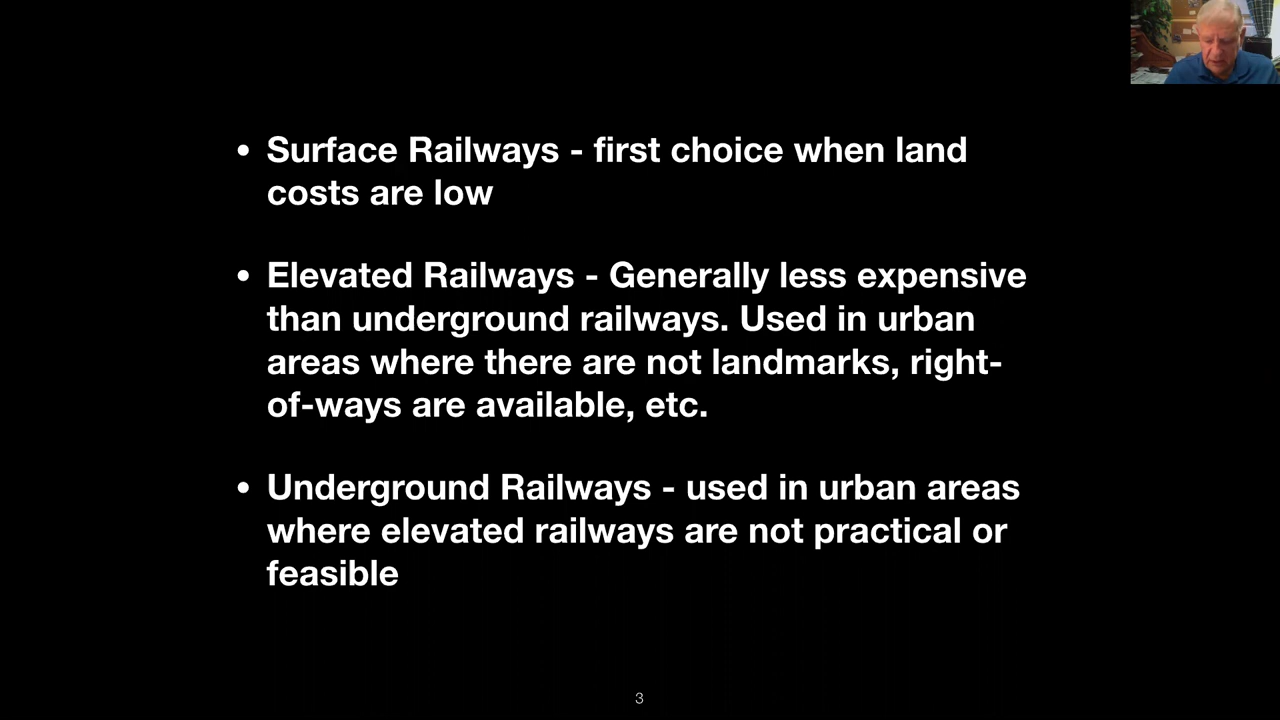 • Surface Railways - first choice when land
costs are low
• Elevated Railways - Generally less expensive
than underground railways. Used in urban
areas where there are not landmarks, right-
of-ways are available, etc.
• Underground Railways - used in urban areas
where elevated railways are not practical or
feasible
3